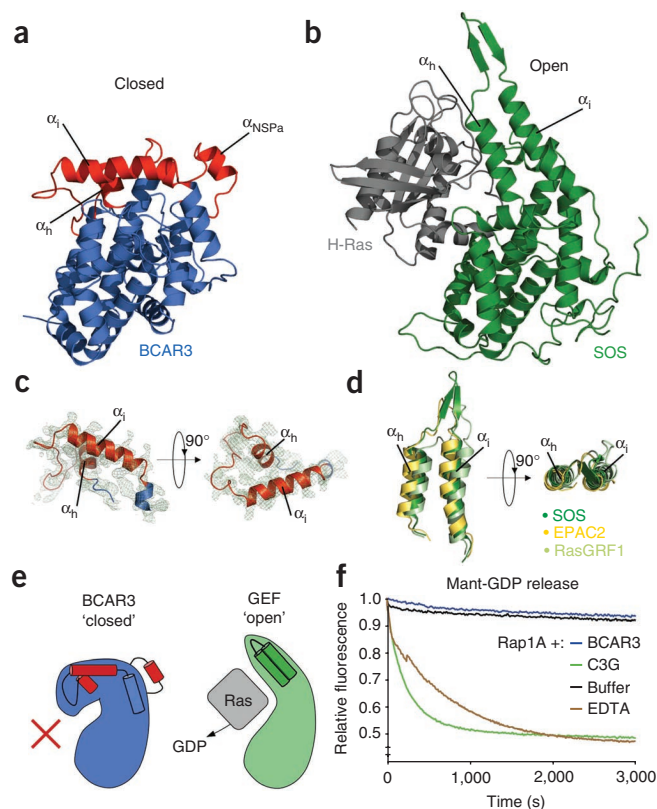 a
Closed
αi
αNSPa
αh
BCAR3
b
αh
Open
αi
H-Ras
SOS
c
αi
αh
90°
αh
αi
d
αh
αi
90°
αh
αi
SOS
EPAC2
RasGRF1
e
BCAR3
'closed'
GEF
'open'
Ras
GDP
f
Mant-GDP release
Relative fluorescence
1.0
0.9
0.8
0.7
0.6
0.5
Rap1A +:
BCAR3
C3G
Buffer
EDTA
0
1,000
2,000
3,000
Time (s)